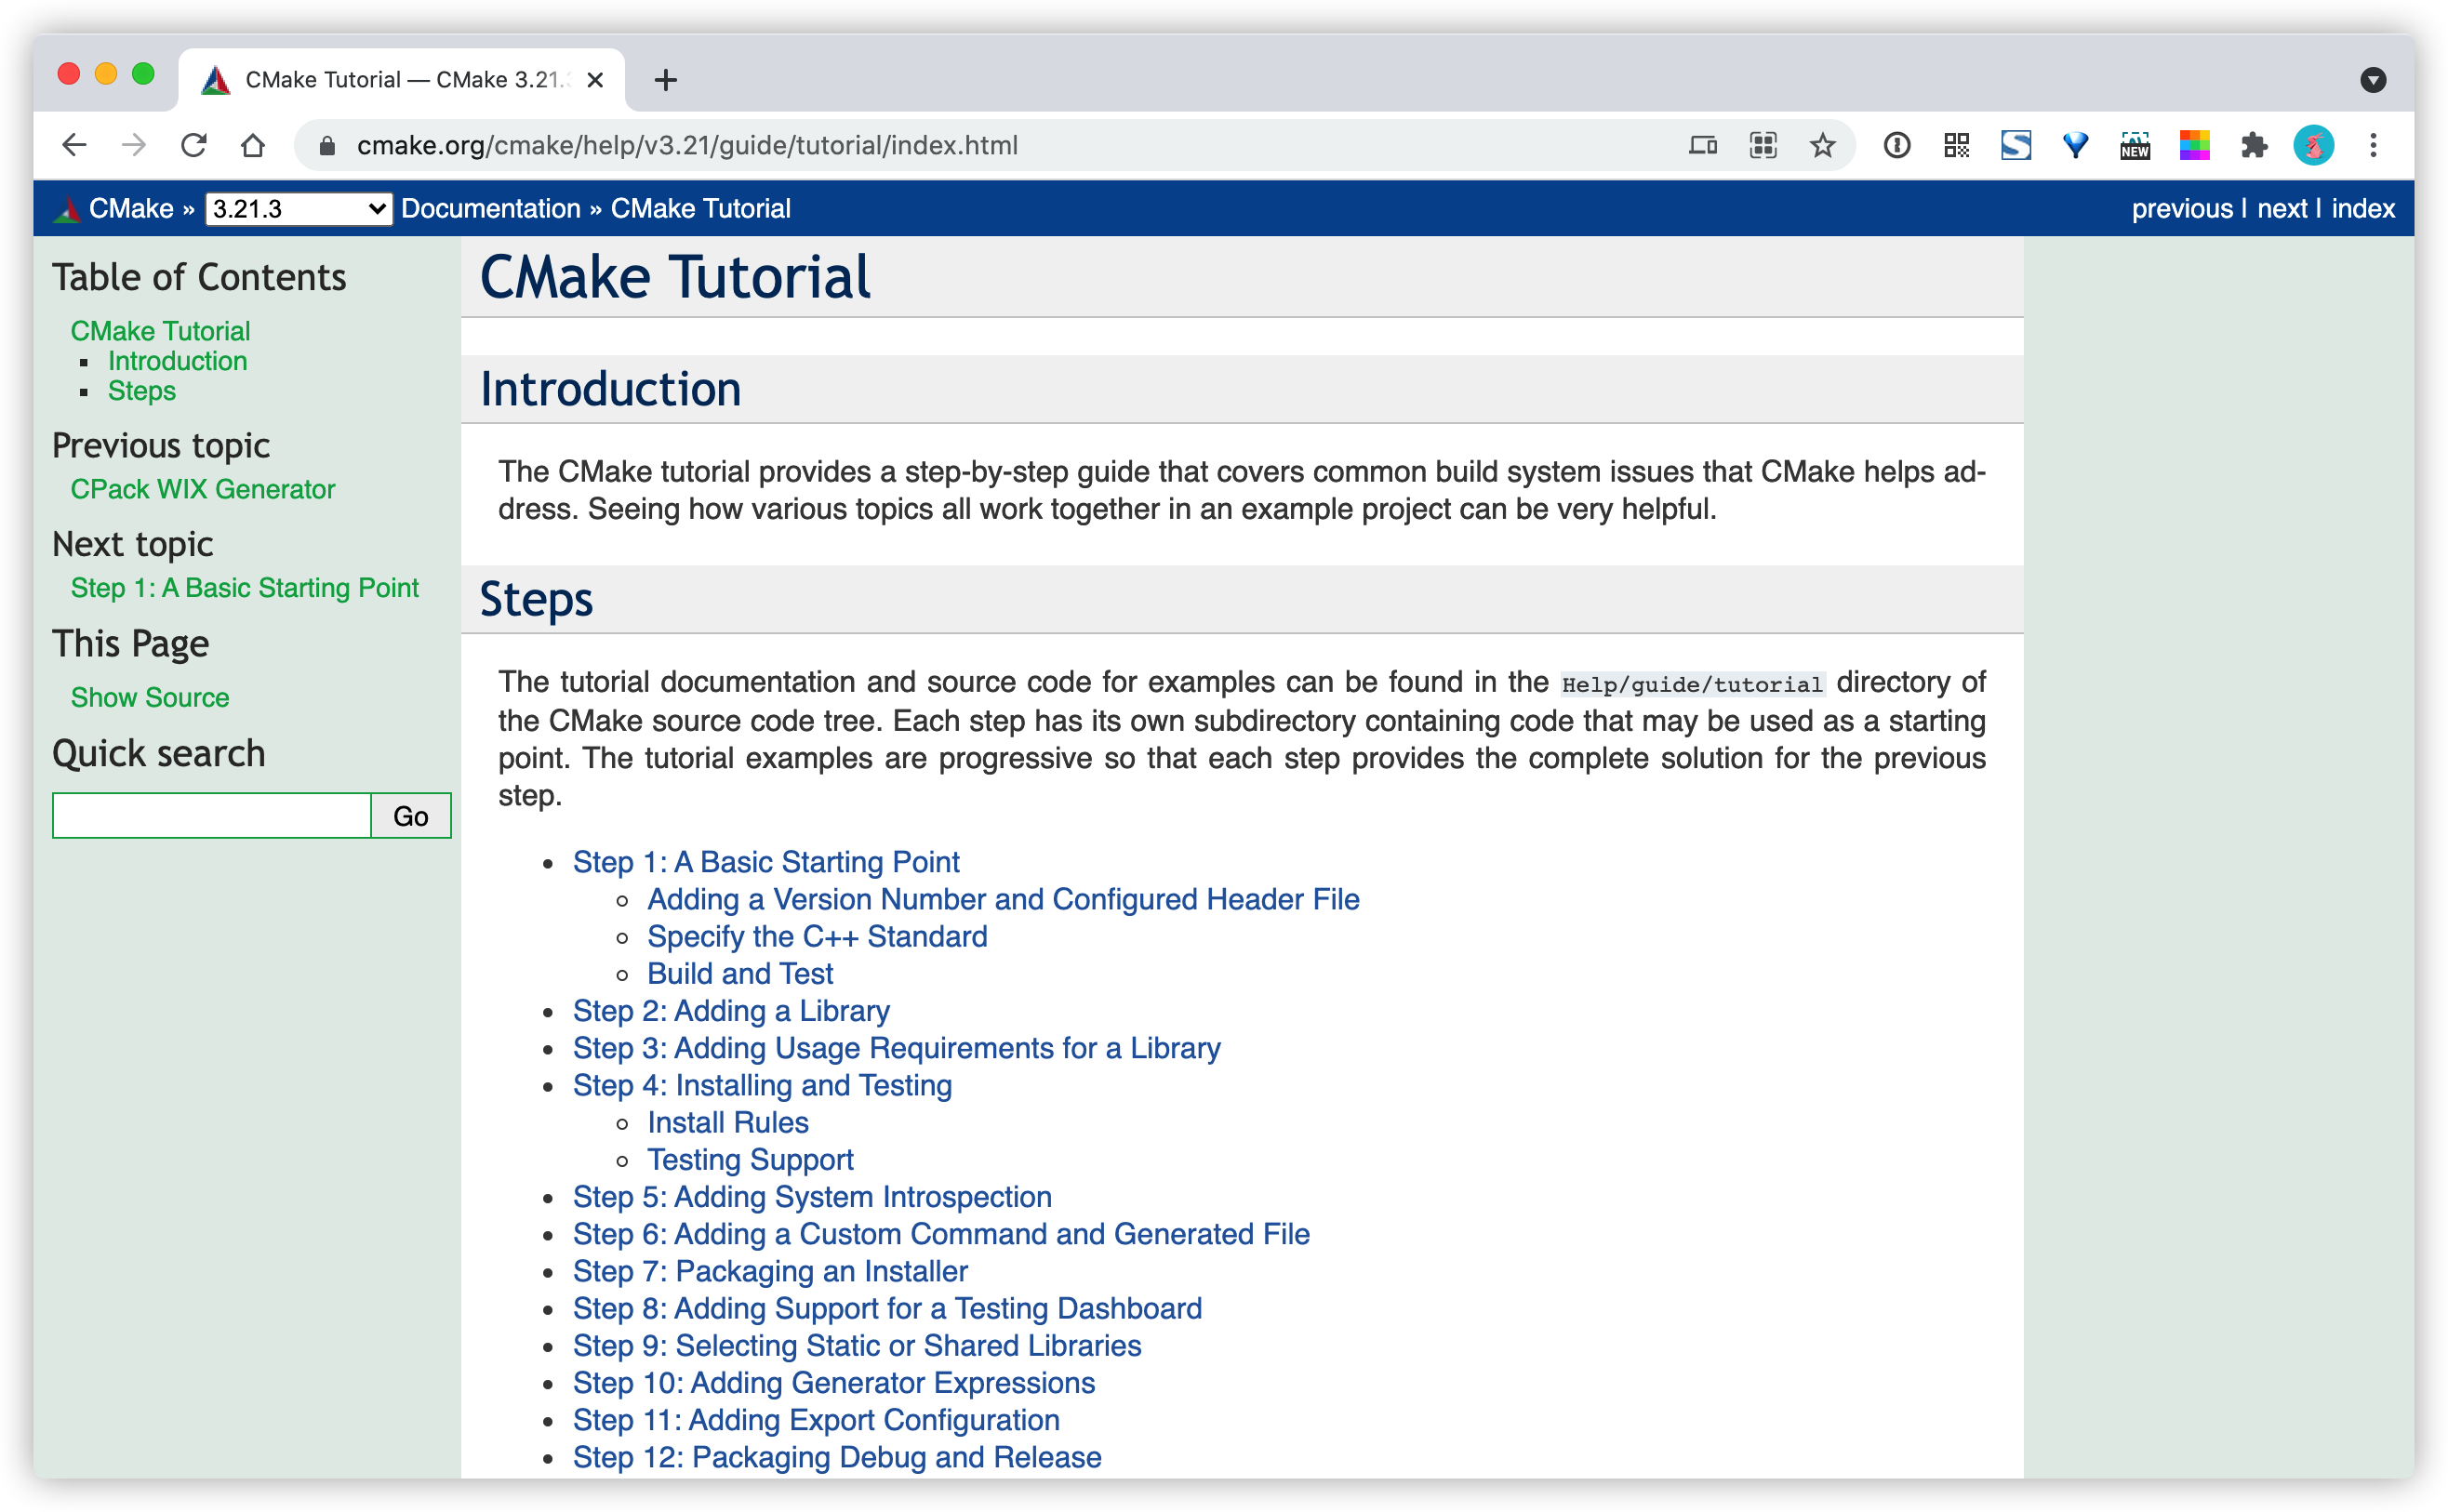 CMake Tutorial — CMake 3.21.
cmake.org/cmake/help/v3.21/guide/tutorial/index.html
NEW
CMake » 3.21.3 Documentation » CMake Tutorial
previous | next | index
Table of Contents
CMake Tutorial
Introduction
Steps
Previous topic
CPack WIX Generator
Next topic
Step 1: A Basic Starting Point
This Page
Show Source
Quick search
Go
CMake Tutorial
Introduction
The CMake tutorial provides a step-by-step guide that covers common build system issues that CMake helps ad-
dress. Seeing how various topics all work together in an example project can be very helpful.
Steps
The tutorial documentation and source code for examples can be found in the Help/guide/tutorial directory of
the CMake source code tree. Each step has its own subdirectory containing code that may be used as a starting
point. The tutorial examples are progressive so that each step provides the complete solution for the previous
step.
Step 1: A Basic Starting Point
Adding a Version Number and Configured Header File
Specify the C++ Standard
Build and Test
Step 2: Adding a Library
Step 3: Adding Usage Requirements for a Library
Step 4: Installing and Testing
Install Rules
Testing Support
Step 5: Adding System Introspection
Step 6: Adding a Custom Command and Generated File
Step 7: Packaging an Installer
Step 8: Adding Support for a Testing Dashboard
Step 9: Selecting Static or Shared Libraries
Step 10: Adding Generator Expressions
Step 11: Adding Export Configuration
Step 12: Packaging Debug and Release